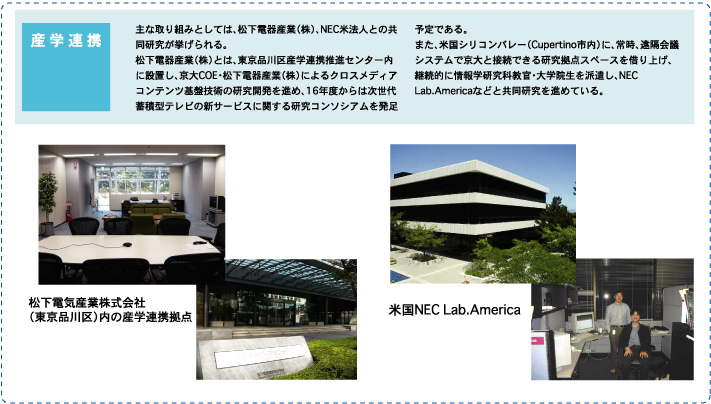 産学連携
主な取り組みとしては、松下電器産業（株）、NEC米法人との共
同研究が挙げられる。
松下電器産業（株）とは、東京品川区産学連携推進センター内
に設置し、京大COE・松下電器産業（株）によるクロスメディア
コンテンツ基盤技術の研究開発を進め、16年度からは次世代
蓄積型テレビの新サービスに関する研究コンソシアムを発足
予定である。
また、米国シリコンバレー（Cupertino市内）に、常時、遠隔会議
システムで京大と接続できる研究拠点スペースを借り上げ、
継続的に情報学研究科教官・大学院生を派遣し、NEC
Lab.Americaなどと共同研究を進めている。
松下電気産業株式会社
（東京品川区）内の産学連携拠点
米国NEC Lab.America